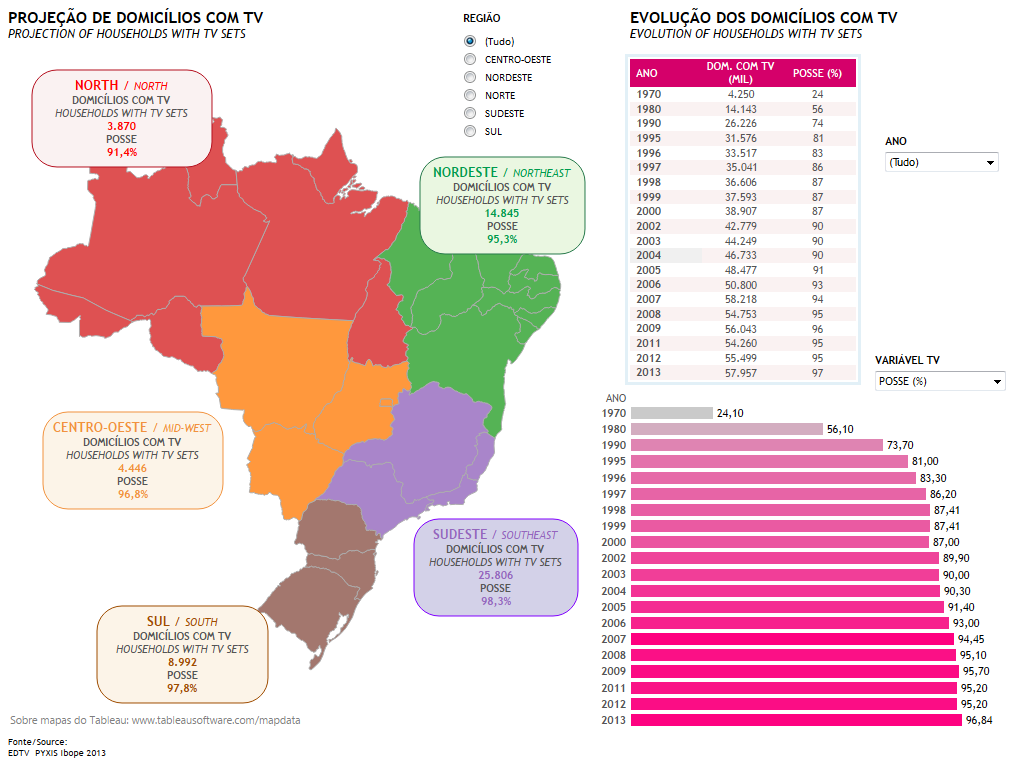 PROJEÇÃO DE DOMICÍLIOS COM TV
PROJECTION OF HOUSEHOLDS WITH TV SETS
REGIÃO
(Tudo)
CENTRO-OESTE
NORDESTE
NORTE
SUDESTE
SUL
NORTH / NORTH
DOMICÍLIOS COM TV
HOUSEHOLDS WITH TV SETS
3.870
POSSE
91,4%
NORDESTE / NORTHEAST
DOMICÍLIOS COM TV
HOUSEHOLDS WITH TV SETS
14.845
POSSE
95,3%
CENTRO-OESTE / MID-WEST
DOMICÍLIOS COM TV
HOUSEHOLDS WITH TV SETS
4.446
POSSE
96,8%
SUDESTE / SOUTHEAST
DOMICÍLIOS COM TV
HOUSEHOLDS WITH TV SETS
25.806
POSSE
98,3%
SUL / SOUTH
DOMICÍLIOS COM TV
HOUSEHOLDS WITH TV SETS
8.992
POSSE
97,8%
Sobre mapas do Tableau: www.tableausoftware.com/mapdata
Fonte/Source:
EDTV PYXIS Ibope 2013
EVOLUÇÃO DOS DOMICÍLIOS COM TV
EVOLUTION OF HOUSEHOLDS WITH TV SETS
ANO DOM. COM TV (MIL) POSSE (%)
1970 4.250 24
1980 14.143 56
1990 26.226 74
1995 31.576 81
1996 33.517 83
1997 35.041 86
1998 36.606 87
1999 37.593 87
2000 38.907 87
2002 42.779 90
2003 44.249 90
2004 46.733 90
2005 48.477 91
2006 50.800 93
2007 58.218 94
2008 54.753 95
2009 56.043 96
2011 54.260 95
2012 55.499 95
2013 57.957 97
ANO
(Tudo)
VARIÁVEL TV
POSSE (%)
ANO
1970 24,10
1980 56,10
1990 73,70
1995 81,00
1996 83,30
1997 86,20
1998 87,41
1999 87,41
2000 87,00
2002 89,90
2003 90,00
2004 90,30
2005 91,40
2006 93,00
2007 94,45
2008 95,10
2009 95,70
2011 95,20
2012 95,20
2013 96,84